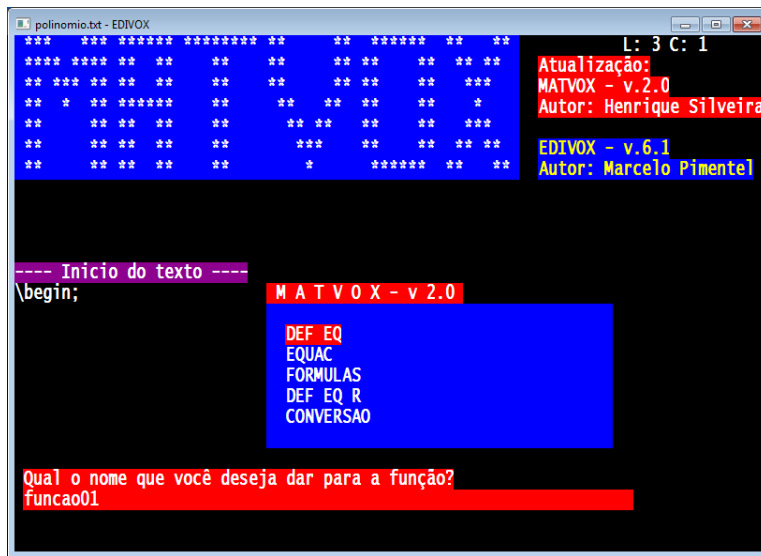 polinomio.txt - EDIVOX
L: 3 C: 1
Atualização:
MATVOX - v.2.0
Autor: Henrique Silveira
EDIVOX - v.6.1
Autor: Marcelo Pimentel
---- Inicio do texto ----
\begin;
M A T V O X - v 2.0
DEF EQ
EQUAC
FORMULAS
DEF EQ R
CONVERSAO
Qual o nome que você deseja dar para a função?
funcao01